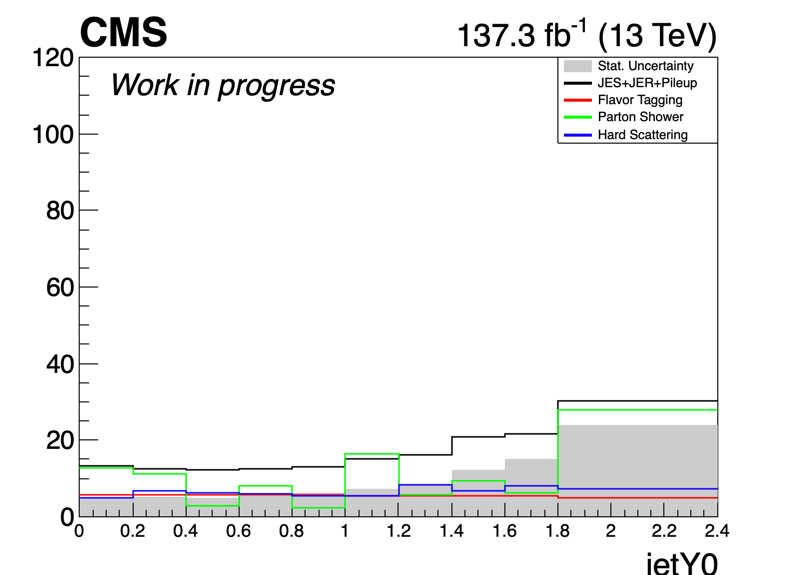 CMS 137.3 fb⁻¹ (13 TeV)
Work in progress
Stat. Uncertainty
JES+JER+Pileup
Flavor Tagging
Parton Shower
Hard Scattering
120
100
80
60
40
20
0
0 0.2 0.4 0.6 0.8 1 1.2 1.4 1.6 1.8 2 2.2 2.4
jetY0